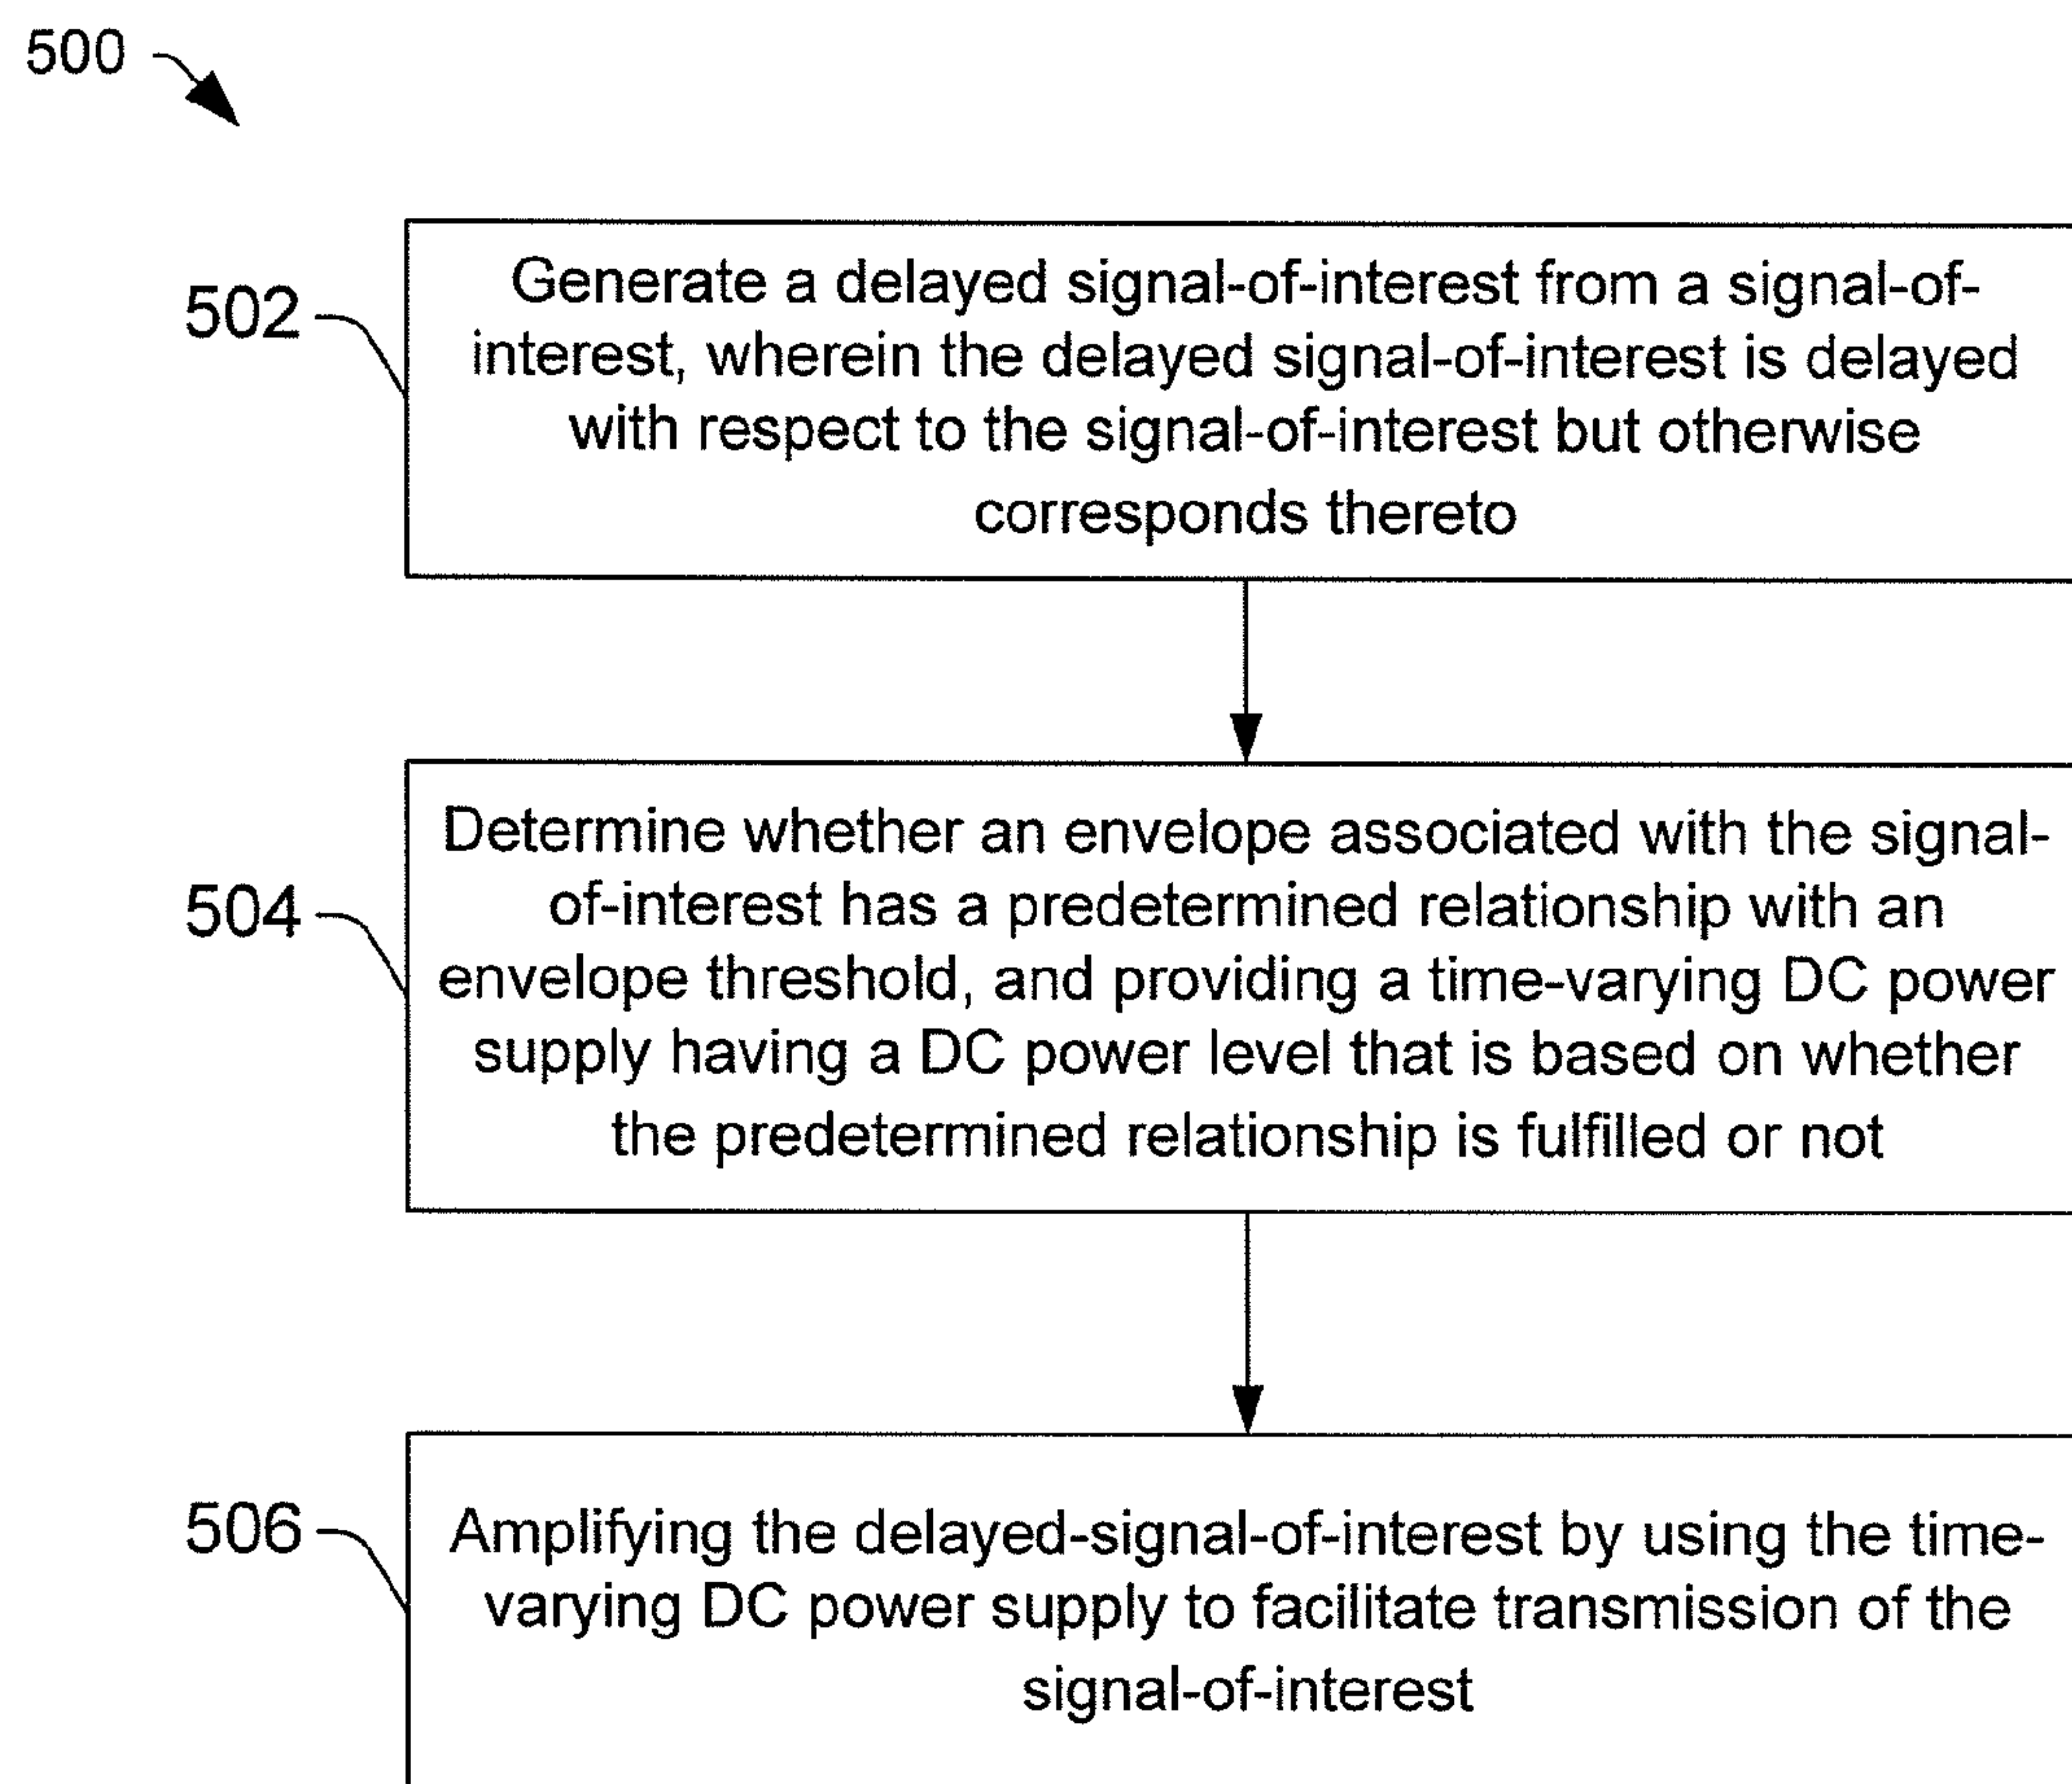 500
502
Generate a delayed signal-of-interest from a signal-of-
interest, wherein the delayed signal-of-interest is delayed
with respect to the signal-of-interest but otherwise
corresponds thereto
504
Determine whether an envelope associated with the signal-
of-interest has a predetermined relationship with an
envelope threshold, and providing a time-varying DC power
supply having a DC power level that is based on whether
the predetermined relationship is fulfilled or not
506
Amplifying the delayed-signal-of-interest by using the time-
varying DC power supply to facilitate transmission of the
signal-of-interest